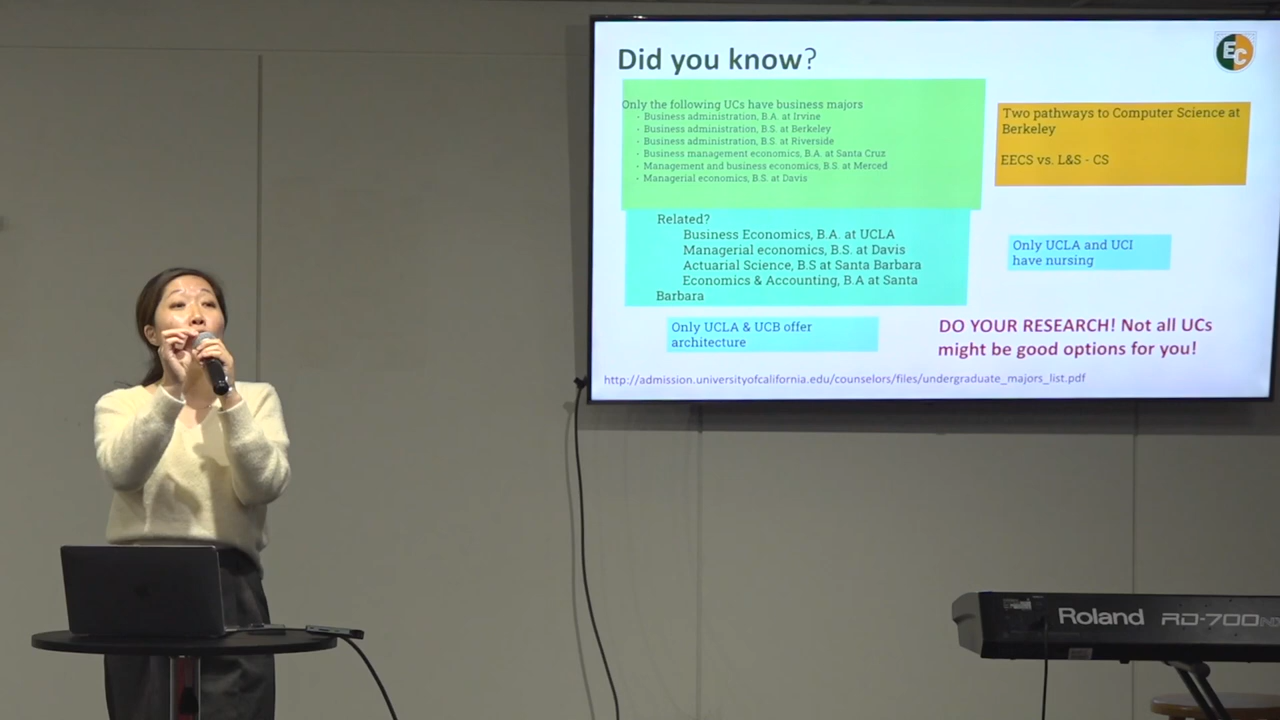 Did you know?
EC
Only the following UCs have business majors
• Business administration, B.A. at Irvine
• Business administration, B.S. at Berkeley
• Business administration, B.S. at Riverside
• Business management economics, B.A. at Santa Cruz
• Management and business economics, B.S. at Merced
• Managerial economics, B.S. at Davis
Two pathways to Computer Science at
Berkeley
EECS vs. L&S - CS
Related?
Business Economics, B.A. at UCLA
Managerial economics, B.S. at Davis
Actuarial Science, B.S at Santa Barbara
Economics & Accounting, B.A at Santa
Barbara
Only UCLA and UCI
have nursing
Only UCLA & UCB offer
architecture
DO YOUR RESEARCH! Not all UCs
might be good options for you!
http://admission.universityofcalifornia.edu/counselors/files/undergraduate_majors_list.pdf
Roland RD-700NX